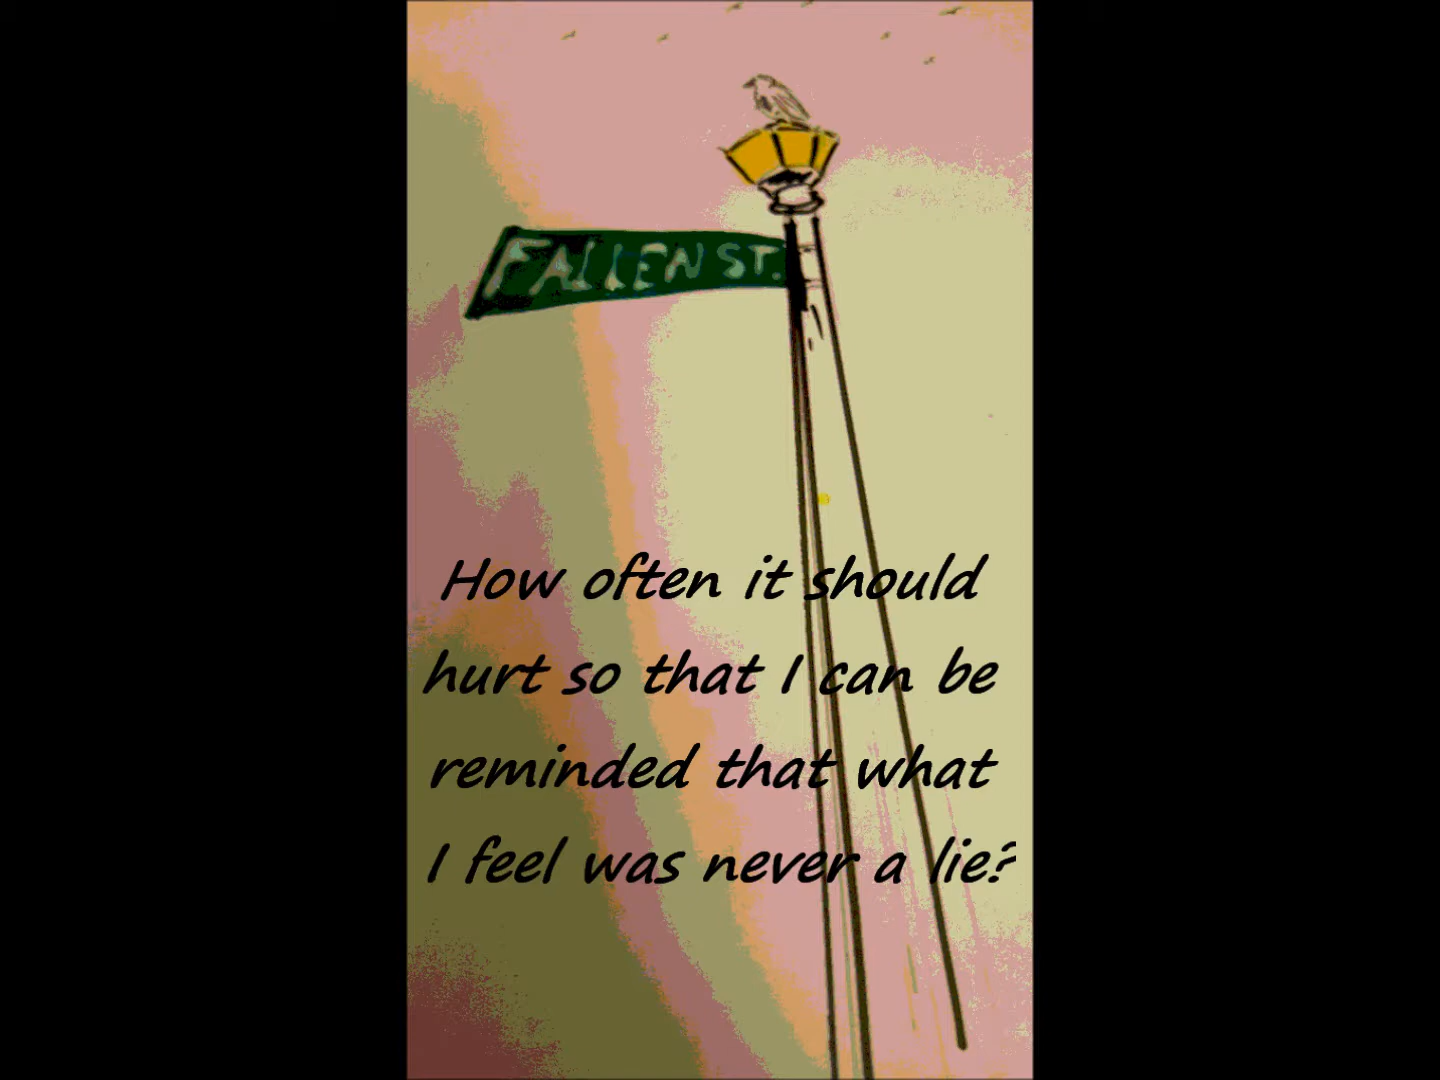 FALLEN ST.
How often it should
hurt so that I can be
reminded that what
I feel was never a lie?